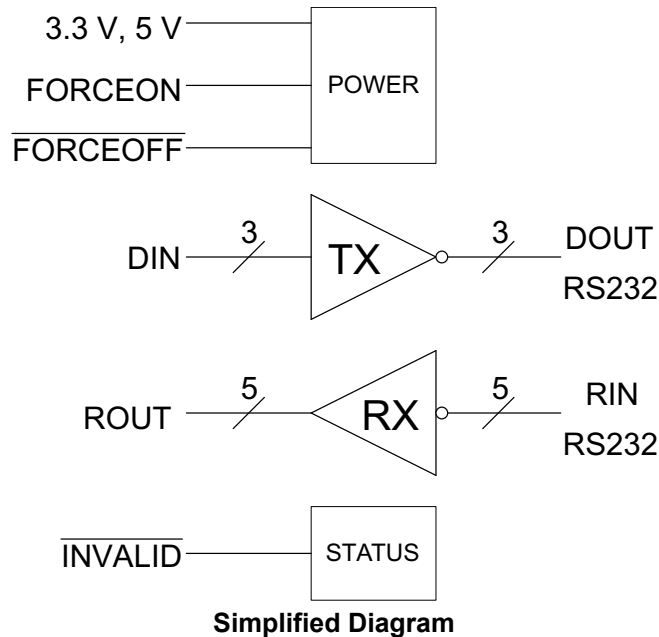 3.3 V, 5 V
POWER
FORCEON
FORCEOFF
3
3
DIN
TX
DOUT
RS232
5
5
ROUT
RX
RIN
RS232
INVALID
STATUS
Simplified Diagram